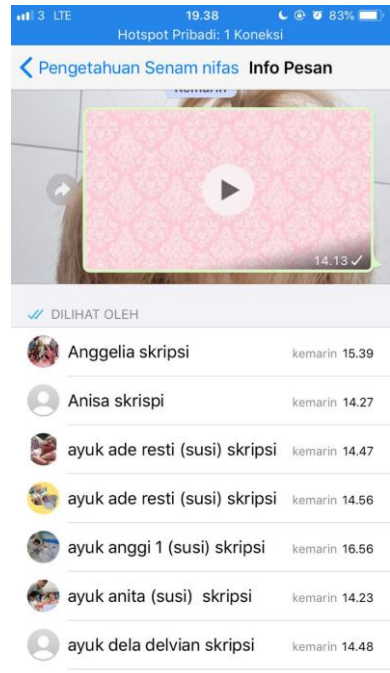 3 LTE 19.38 83%
Hotspot Pribadi: 1 Koneksi
Pengetahuan Senam nifas Info Pesan
Kemarin
14.13
DILIHAT OLEH
Anggelia skripsi kemarin 15.39
Anisa skrispi kemarin 14.27
ayuk ade resti (susi) skripsi kemarin 14.47
ayuk ade resti (susi) skripsi kemarin 14.56
ayuk anggi 1 (susi) skripsi kemarin 16.56
ayuk anita (susi) skripsi kemarin 14.23
ayuk dela delvian skripsi kemarin 14.48